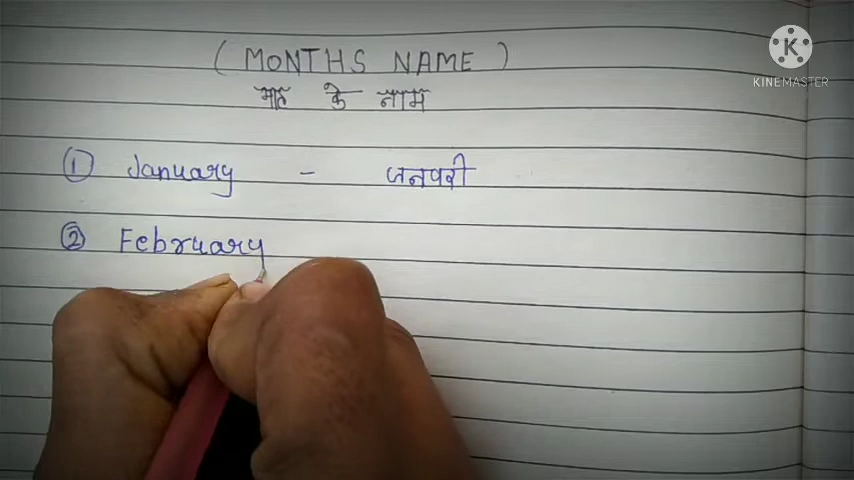 ( MONTHS NAME )
माह के नाम
① January - जनवरी
② February
K
KINEMASTER